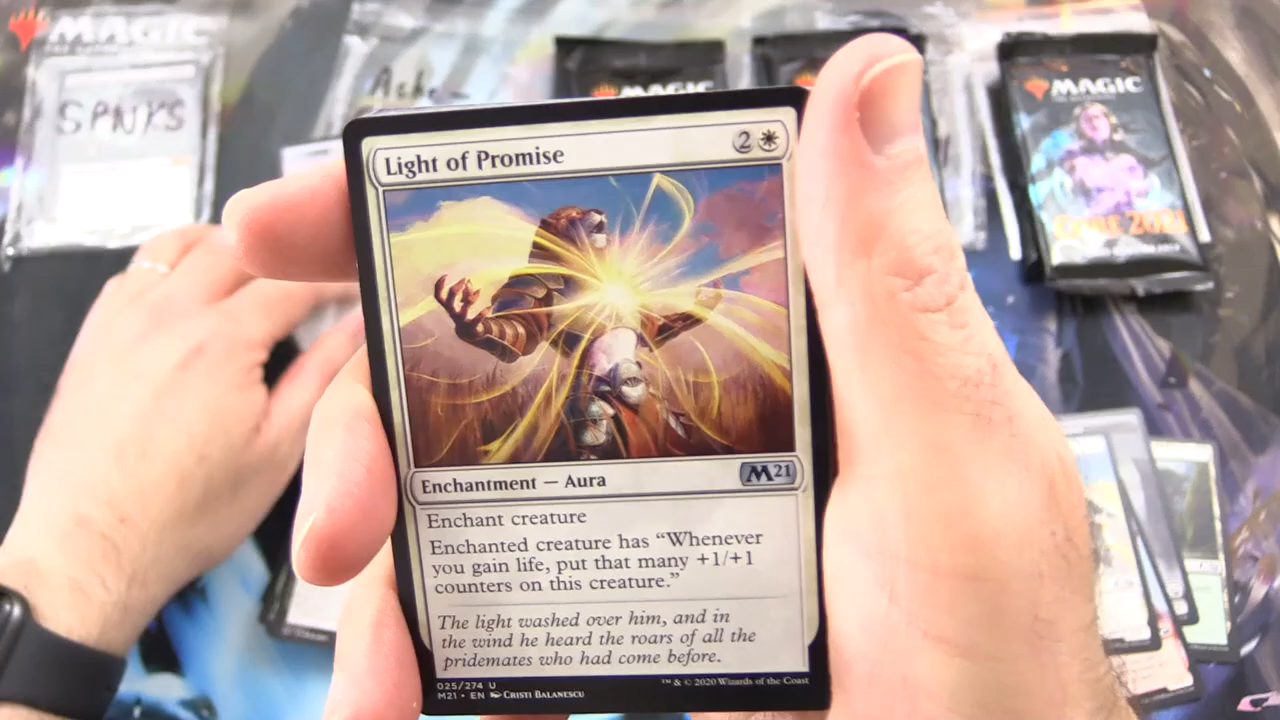 MAGIC
SPNKS
MAGIC
MAGIC
CORE 2021
Light of Promise
2
Enchantment — Aura
M21
Enchant creature
Enchanted creature has “Whenever
you gain life, put that many +1/+1
counters on this creature.”
The light washed over him, and in
the wind he heard the roars of all the
pridemates who had come before.
025/274 U
M21 • EN CRISTI BALANESCU
™ & © 2020 Wizards of the Coast